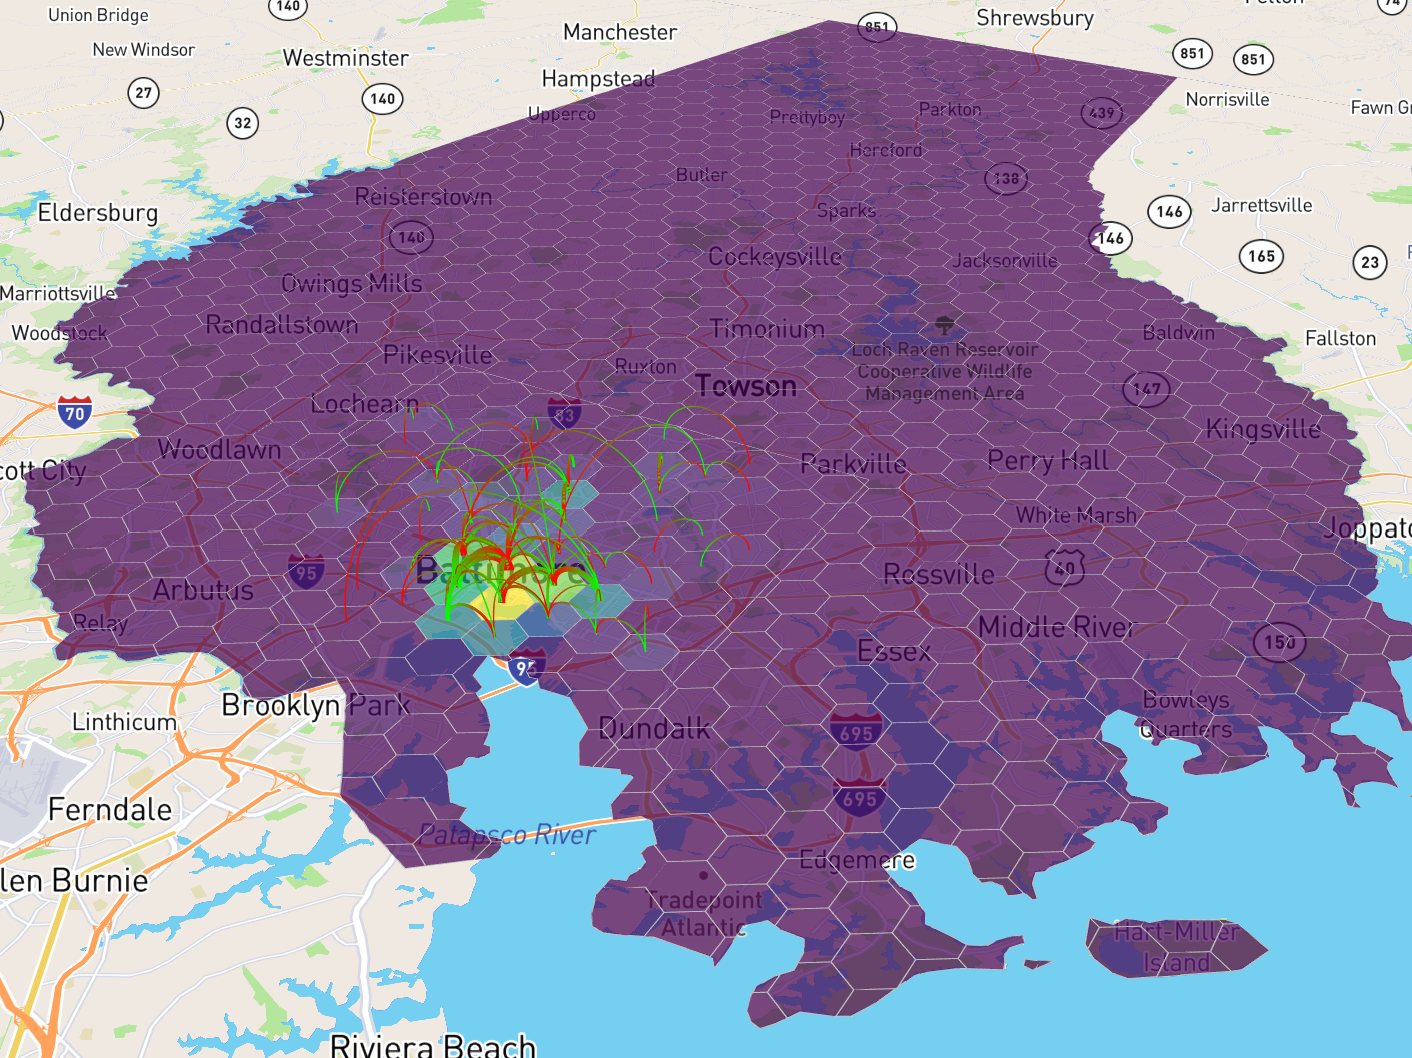 Union Bridge
140
Manchester
851
Shrewsbury
74
New Windsor
Westminster
851
851
Hampstead
27
140
Norrisville
Fawn Gr
Upperco
Prettyboy
Parkton
439
32
Hereford
Butler
138
Reisterstown
Eldersburg
Sparks
146
Jarrettsville
140
146
Cockeysville
Jacksonville
165
23
Owings Mills
Marriottsville
Randallstown
Timonium
Woodstock
Baldwin
Fallston
Pikesville
Loch Raven Reservoir
Cooperative Wildlife
Management Area
Ruxton
Towson
147
Lochearn
83
70
Kingsville
Woodlawn
Parkville
Perry Hall
cott City
White Marsh
Joppato
Baltimore
95
40
Rossville
Arbutus
Relay
Middle River
150
Essex
95
Brooklyn Park
Bowleys
Quarters
Linthicum
Dundalk
695
695
Ferndale
Patapsco River
Edgemere
len Burnie
Tradepoint
Atlantic
Hart-Miller
Island
Riviera Beach